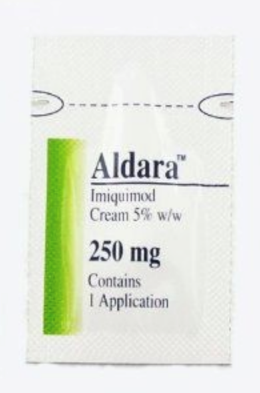 Aldara™
Imiquimod
Cream 5% w/w
250 mg
Contains
1 Application